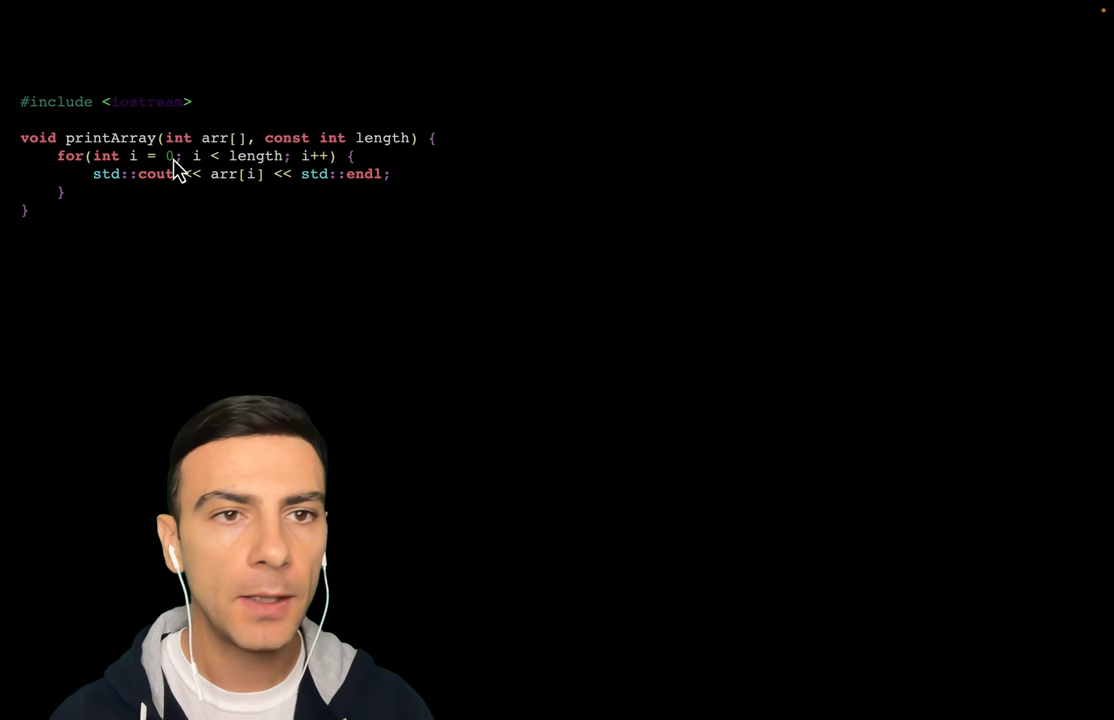 #include <iostream>
void printArray(int arr[], const int length) {
for(int i = 0; i < length; i++) {
std::cout << arr[i] << std::endl;
}
}